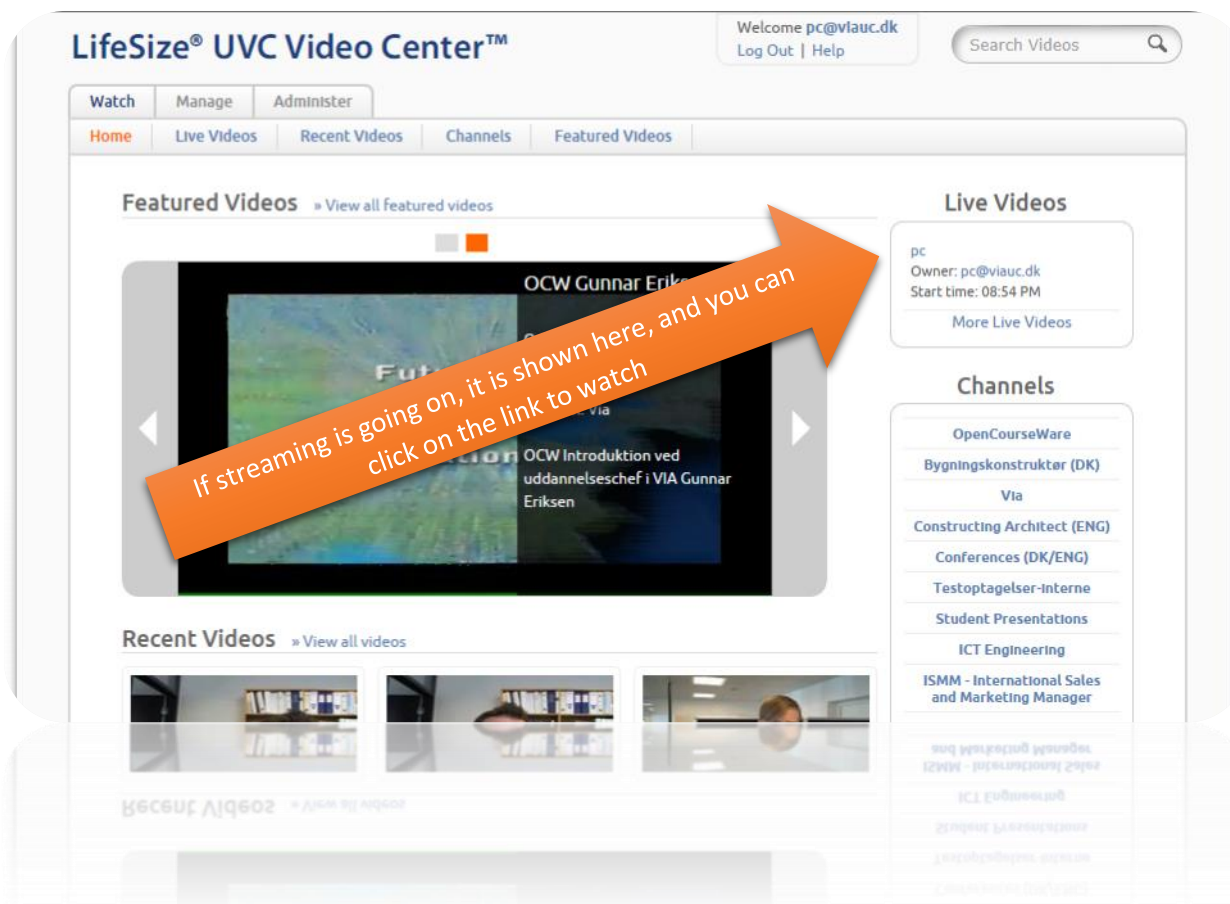 LifeSize® UVC Video Center™
Welcome pc@viauc.dk
Log Out | Help
Search Videos
Watch
Manage
Administer
Home
Live Videos
Recent Videos
Channels
Featured Videos
Featured Videos » View all featured videos
OCW Gunnar
Via
OCW Introduktion ved
uddannelseschef i VIA Gunnar
Eriksen
If streaming is going on, it is shown here, and you can
click on the link to watch
Recent Videos » View all videos
Live Videos
pc
Owner: pc@viauc.dk
Start time: 08:54 PM
More Live Videos
Channels
OpenCourseWare
Bygningskonstruktør (DK)
Via
Constructing Architect (ENG)
Conferences (DK/ENG)
Testoptagelser-Interne
Student Presentations
ICT Engineering
ISMM - International Sales
and Marketing Manager